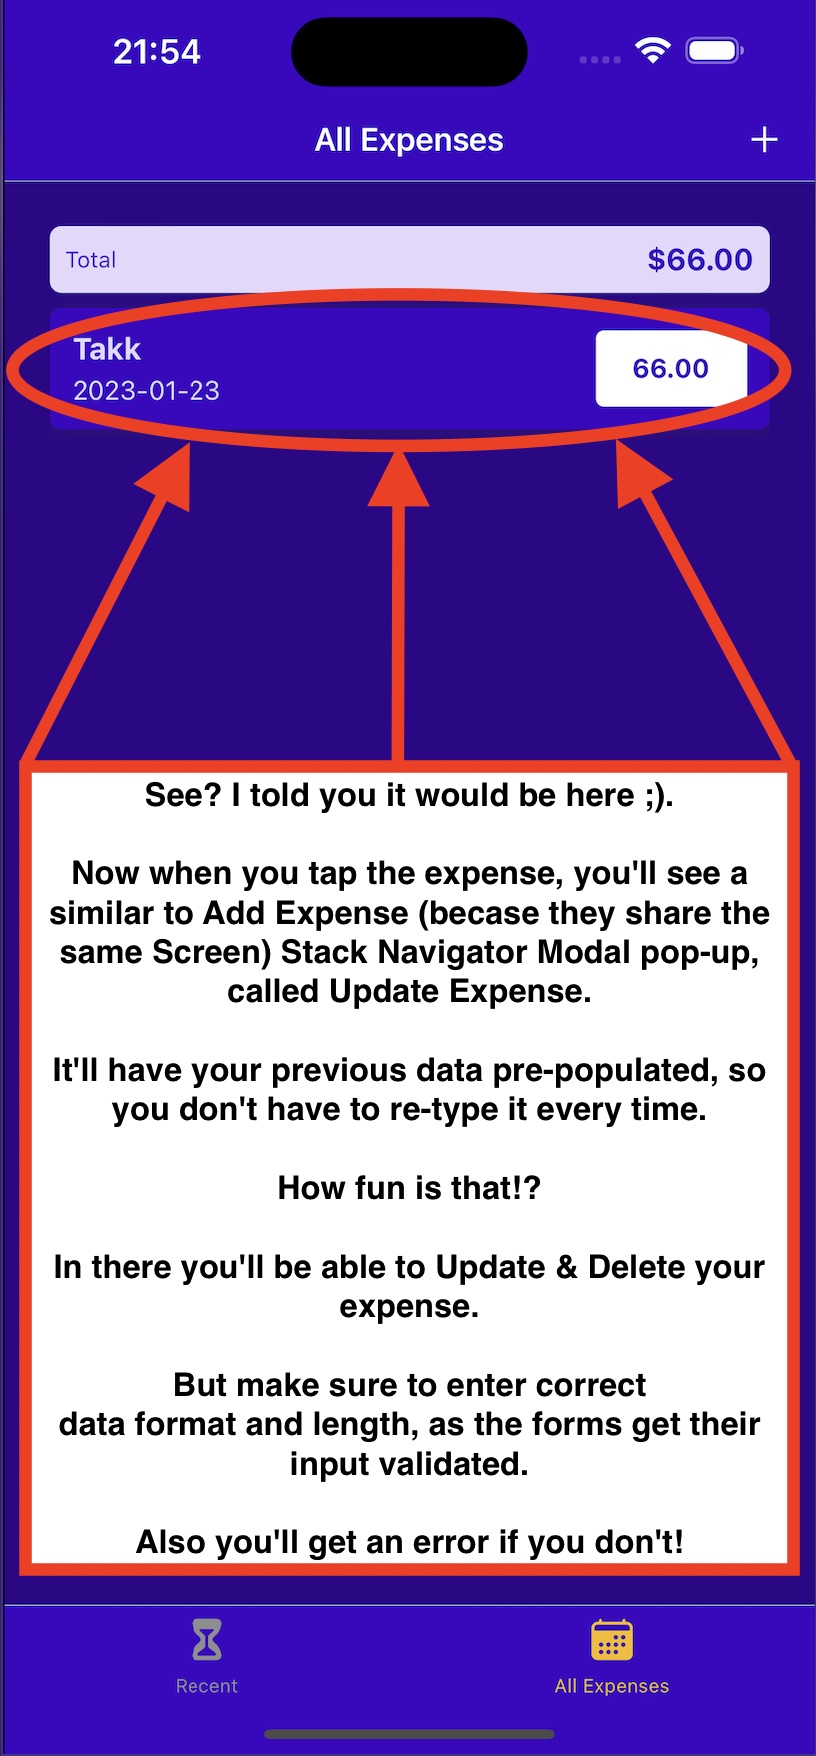 21:54
All Expenses
Total $66.00
Takk
2023-01-23
66.00
See? I told you it would be here ;).
Now when you tap the expense, you'll see a
similar to Add Expense (becase they share the
same Screen) Stack Navigator Modal pop-up,
called Update Expense.
It'll have your previous data pre-populated, so
you don't have to re-type it every time.
How fun is that!?
In there you'll be able to Update & Delete your
expense.
But make sure to enter correct
data format and length, as the forms get their
input validated.
Also you'll get an error if you don't!
Recent
All Expenses